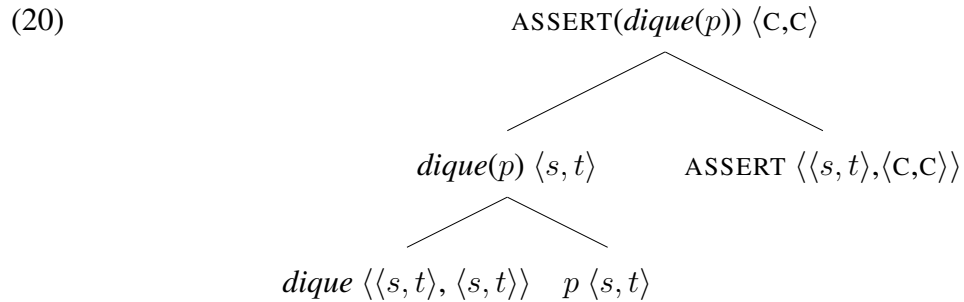 (20) ASSERT(dique(p)) ⟨C,C⟩
dique(p) ⟨s, t⟩ ASSERT ⟨⟨s, t⟩,⟨C,C⟩⟩
dique ⟨⟨s, t⟩, ⟨s, t⟩⟩ p ⟨s, t⟩